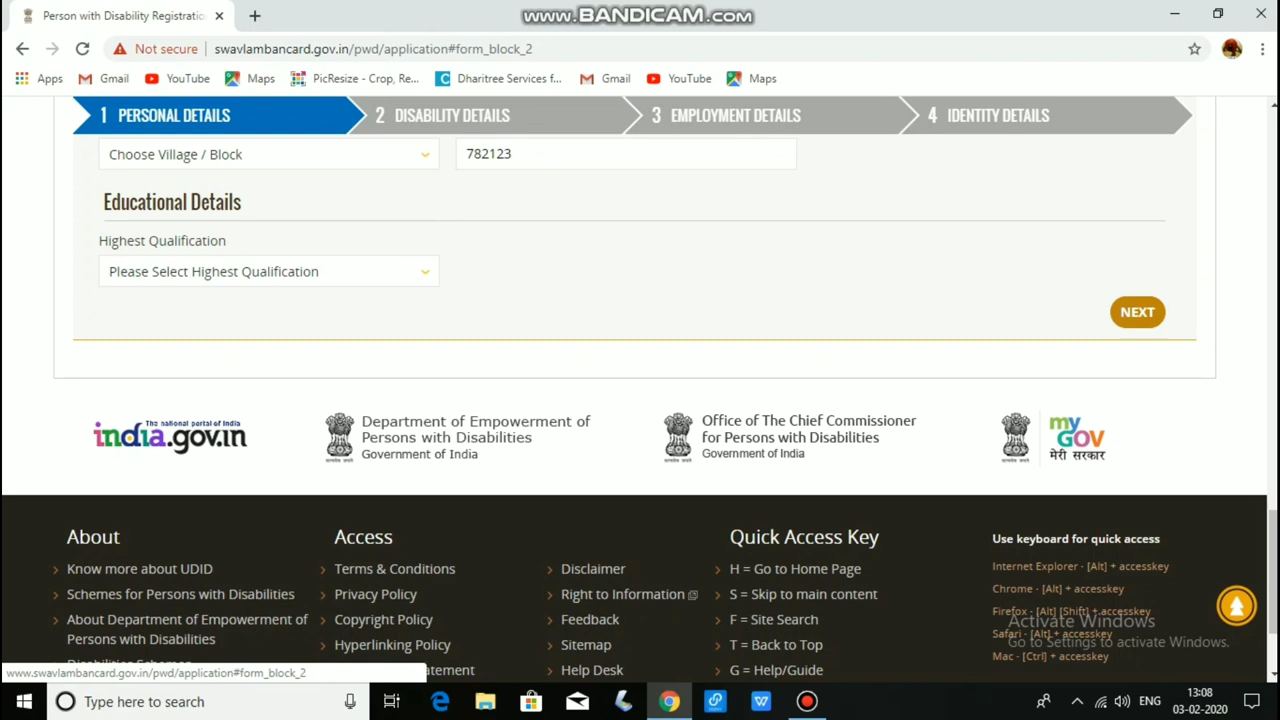 Person with Disability Registratio
www.BANDICAM.com
Not secure
swavlambancard.gov.in/pwd/application#form_block_2
Apps
Gmail
YouTube
Maps
PicResize - Crop, Re...
Dharitree Services f...
Gmail
YouTube
Maps
1 PERSONAL DETAILS
2 DISABILITY DETAILS
3 EMPLOYMENT DETAILS
4 IDENTITY DETAILS
Choose Village / Block
782123
Educational Details
Highest Qualification
Please Select Highest Qualification
NEXT
The national portal of India
india.gov.in
Department of Empowerment of
Persons with Disabilities
Government of India
Office of The Chief Commissioner
for Persons with Disabilities
Government of India
my
GOV
मेरी सरकार
About
Know more about UDID
Schemes for Persons with Disabilities
About Department of Empowerment of
Persons with Disabilities
Access
Terms & Conditions
Privacy Policy
Copyright Policy
Hyperlinking Policy
Disclaimer
Right to Information
Feedback
Sitemap
Help Desk
Quick Access Key
H = Go to Home Page
S = Skip to main content
F = Site Search
T = Back to Top
G = Help/Guide
Use keyboard for quick access
Internet Explorer - [Alt] + accesskey
Chrome - [Alt] + accesskey
Firefox - [Alt] [Shift] + accesskey
Safari - [Alt] + accesskey
Mac - [Ctrl] + accesskey
Activate Windows
Go to Settings to activate Windows.
www.swavlambancard.gov.in/pwd/application#form_block_2
Type here to search
ENG
13:08
03-02-2020